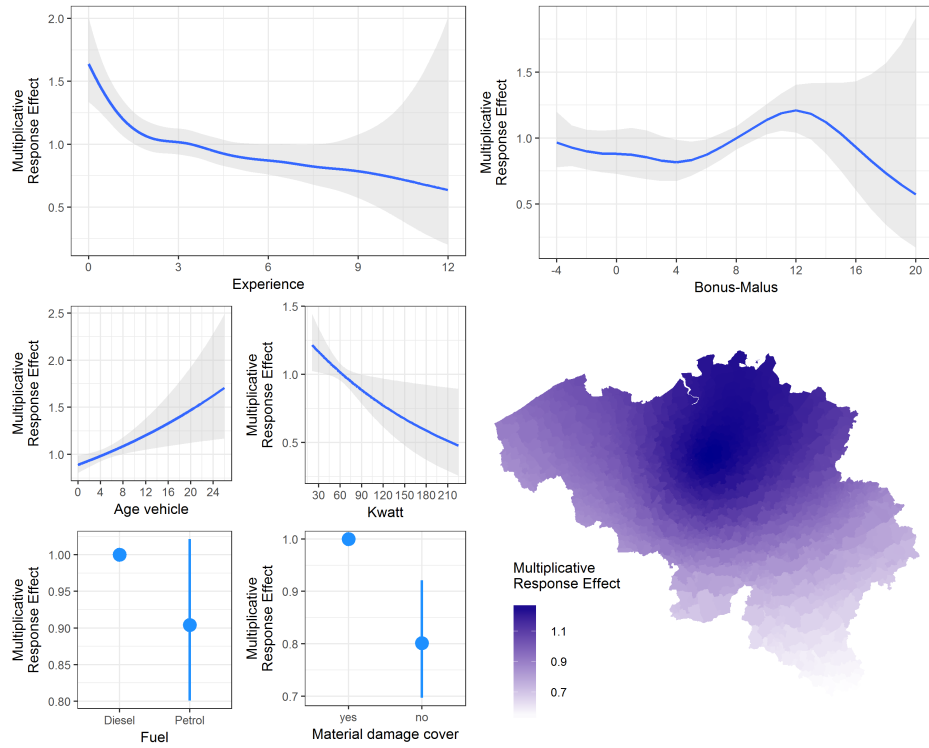 Multiplicative
Response Effect
2.0
1.5
1.0
0.5
0
3
6
9
12
Experience
Multiplicative
Response Effect
1.5
1.0
0.5
-4
0
4
8
12
16
20
Bonus-Malus
Multiplicative
Response Effect
2.5
2.0
1.5
1.0
0
4
8
12
16
20
24
Age vehicle
Multiplicative
Response Effect
1.5
1.0
0.5
30
60
90
120
150
180
210
Kwatt
Multiplicative
Response Effect
1.00
0.95
0.90
0.85
0.80
Diesel
Petrol
Fuel
Multiplicative
Response Effect
1.0
0.9
0.8
0.7
yes
no
Material damage cover
Multiplicative
Response Effect
1.1
0.9
0.7